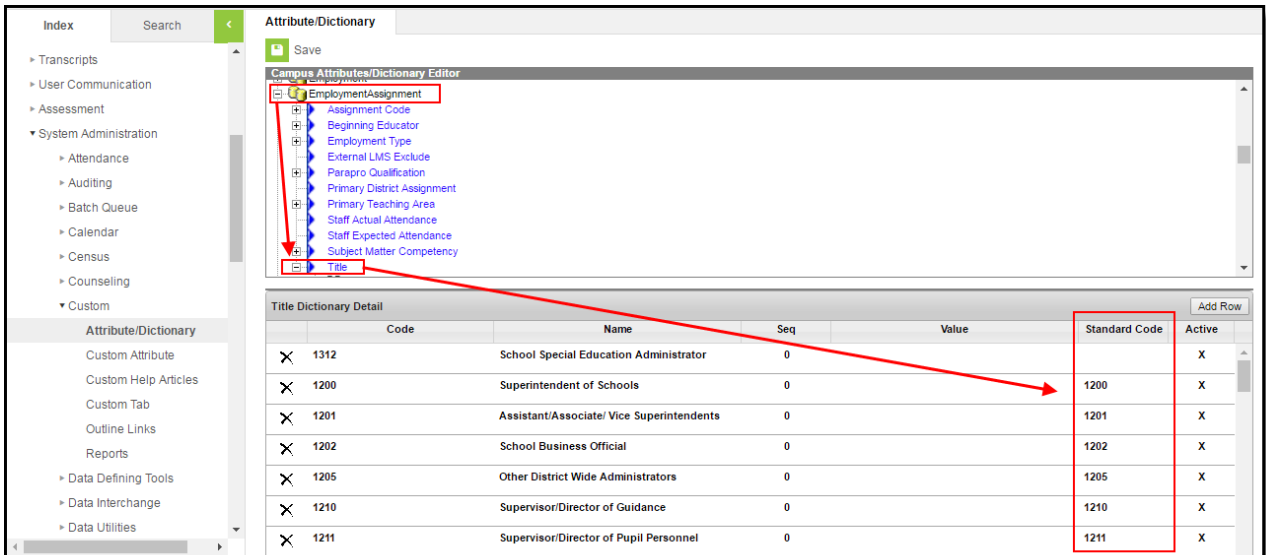 Index Search <
Transcripts
User Communication
Assessment
System Administration
Attendance
Auditing
Batch Queue
Calendar
Census
Counseling
Custom
Attribute/Dictionary
Custom Attribute
Custom Help Articles
Custom Tab
Outline Links
Reports
Data Defining Tools
Data Interchange
Data Utilities
Attribute/Dictionary
Save
Campus Attributes/Dictionary Editor
Employment
EmploymentAssignment
Assignment Code
Beginning Educator
Employment Type
External LMS Exclude
Parapro Qualification
Primary District Assignment
Primary Teaching Area
Staff Actual Attendance
Staff Expected Attendance
Subject Matter Competency
Title
Title Dictionary Detail Add Row
Code Name Seq Value Standard Code Active
X 1312 School Special Education Administrator 0 X
X 1200 Superintendent of Schools 0 1200 X
X 1201 Assistant/Associate/ Vice Superintendents 0 1201 X
X 1202 School Business Official 0 1202 X
X 1205 Other District Wide Administrators 0 1205 X
X 1210 Supervisor/Director of Guidance 0 1210 X
X 1211 Supervisor/Director of Pupil Personnel 0 1211 X